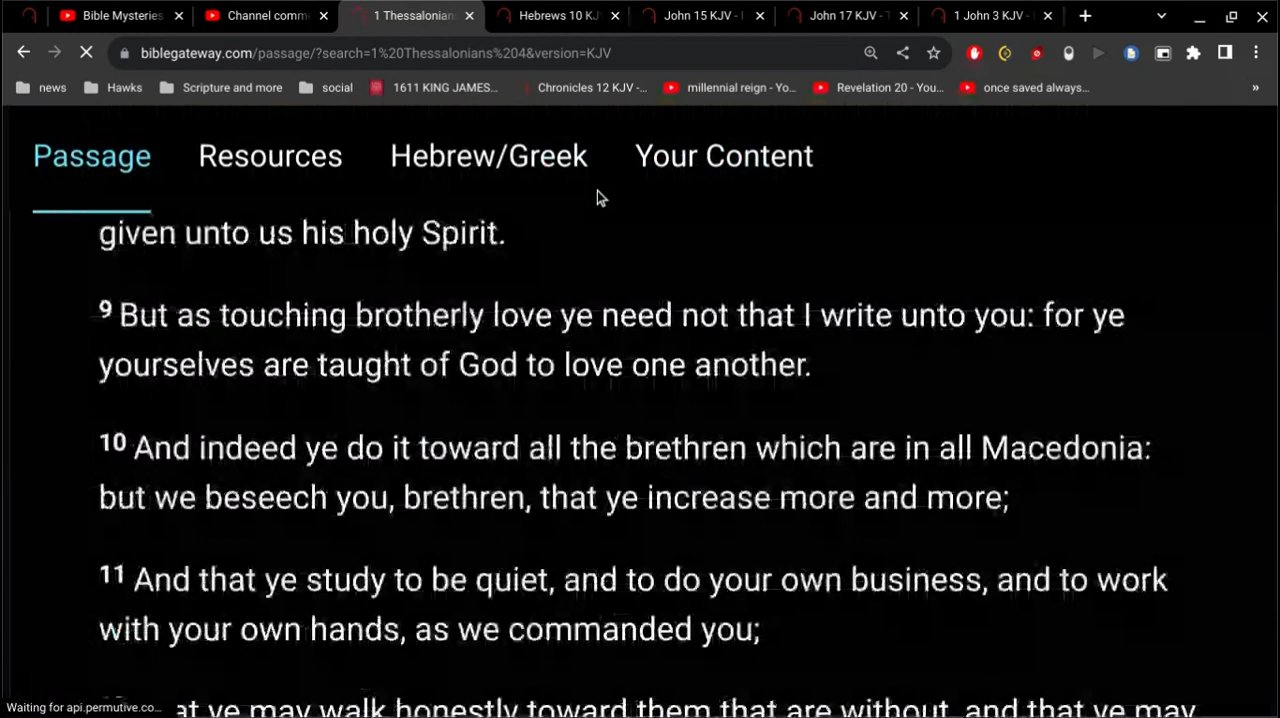 Bible Mysteries
Channel comm
1 Thessalonian
Hebrews 10 KJ
John 15 KJV -
John 17 KJV -
1 John 3 KJV -
biblegateway.com/passage/?search=1%20Thessalonians%204&version=KJV
news
Hawks
Scripture and more
social
1611 KING JAMES...
Chronicles 12 KJV -...
millennial reign - Yo...
Revelation 20 - You...
once saved always...
»
Passage
Resources
Hebrew/Greek
Your Content
given unto us his holy Spirit.
9 But as touching brotherly love ye need not that I write unto you: for ye
yourselves are taught of God to love one another.
10 And indeed ye do it toward all the brethren which are in all Macedonia:
but we beseech you, brethren, that ye increase more and more;
11 And that ye study to be quiet, and to do your own business, and to work
with your own hands, as we commanded you;
at ye may walk honestly toward them that are without, and that ye may
Waiting for api.permutive.co...